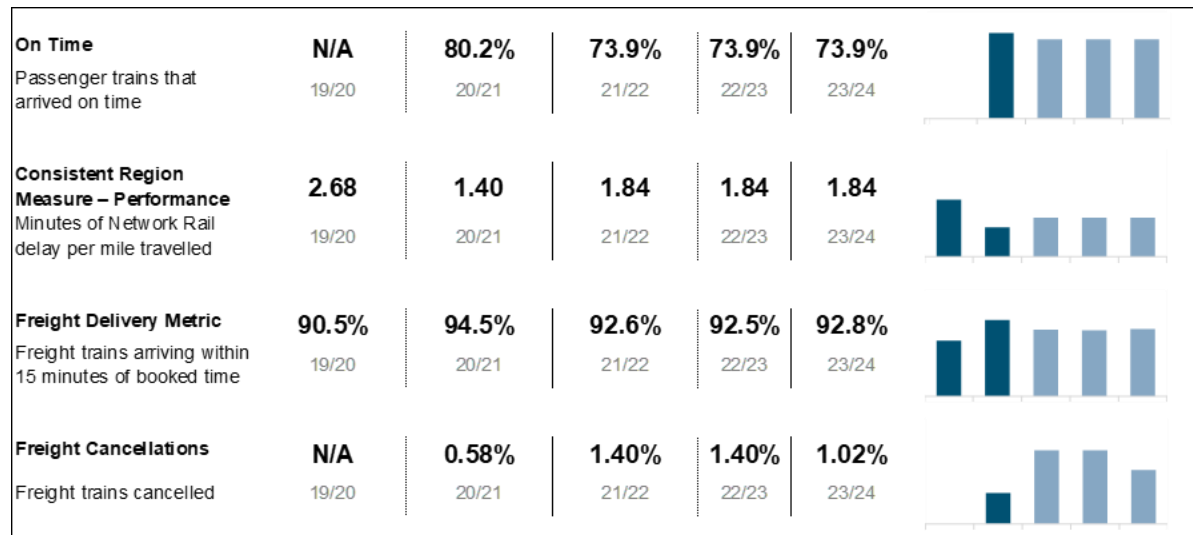 On Time
N/A 80.2% 73.9% 73.9% 73.9%
Passenger trains that
arrived on time
19/20 20/21 21/22 22/23 23/24
Consistent Region
Measure – Performance
2.68 1.40 1.84 1.84 1.84
Minutes of Network Rail
delay per mile travelled
19/20 20/21 21/22 22/23 23/24
Freight Delivery Metric
90.5% 94.5% 92.6% 92.5% 92.8%
Freight trains arriving within
15 minutes of booked time
19/20 20/21 21/22 22/23 23/24
Freight Cancellations
N/A 0.58% 1.40% 1.40% 1.02%
Freight trains cancelled
19/20 20/21 21/22 22/23 23/24